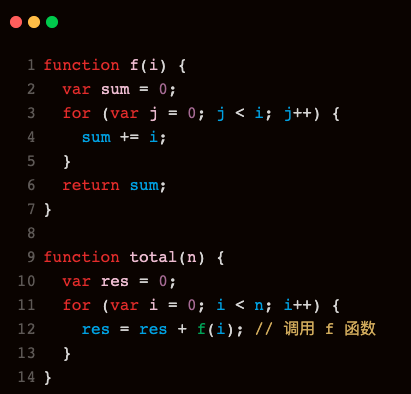 1 function f(i) {
2   var sum = 0;
3   for (var j = 0; j < i; j++) {
4     sum += i;
5   }
6   return sum;
7 }
8
9 function total(n) {
10   var res = 0;
11   for (var i = 0; i < n; i++) {
12     res = res + f(i); // 调用 f 函数
13   }
14 }